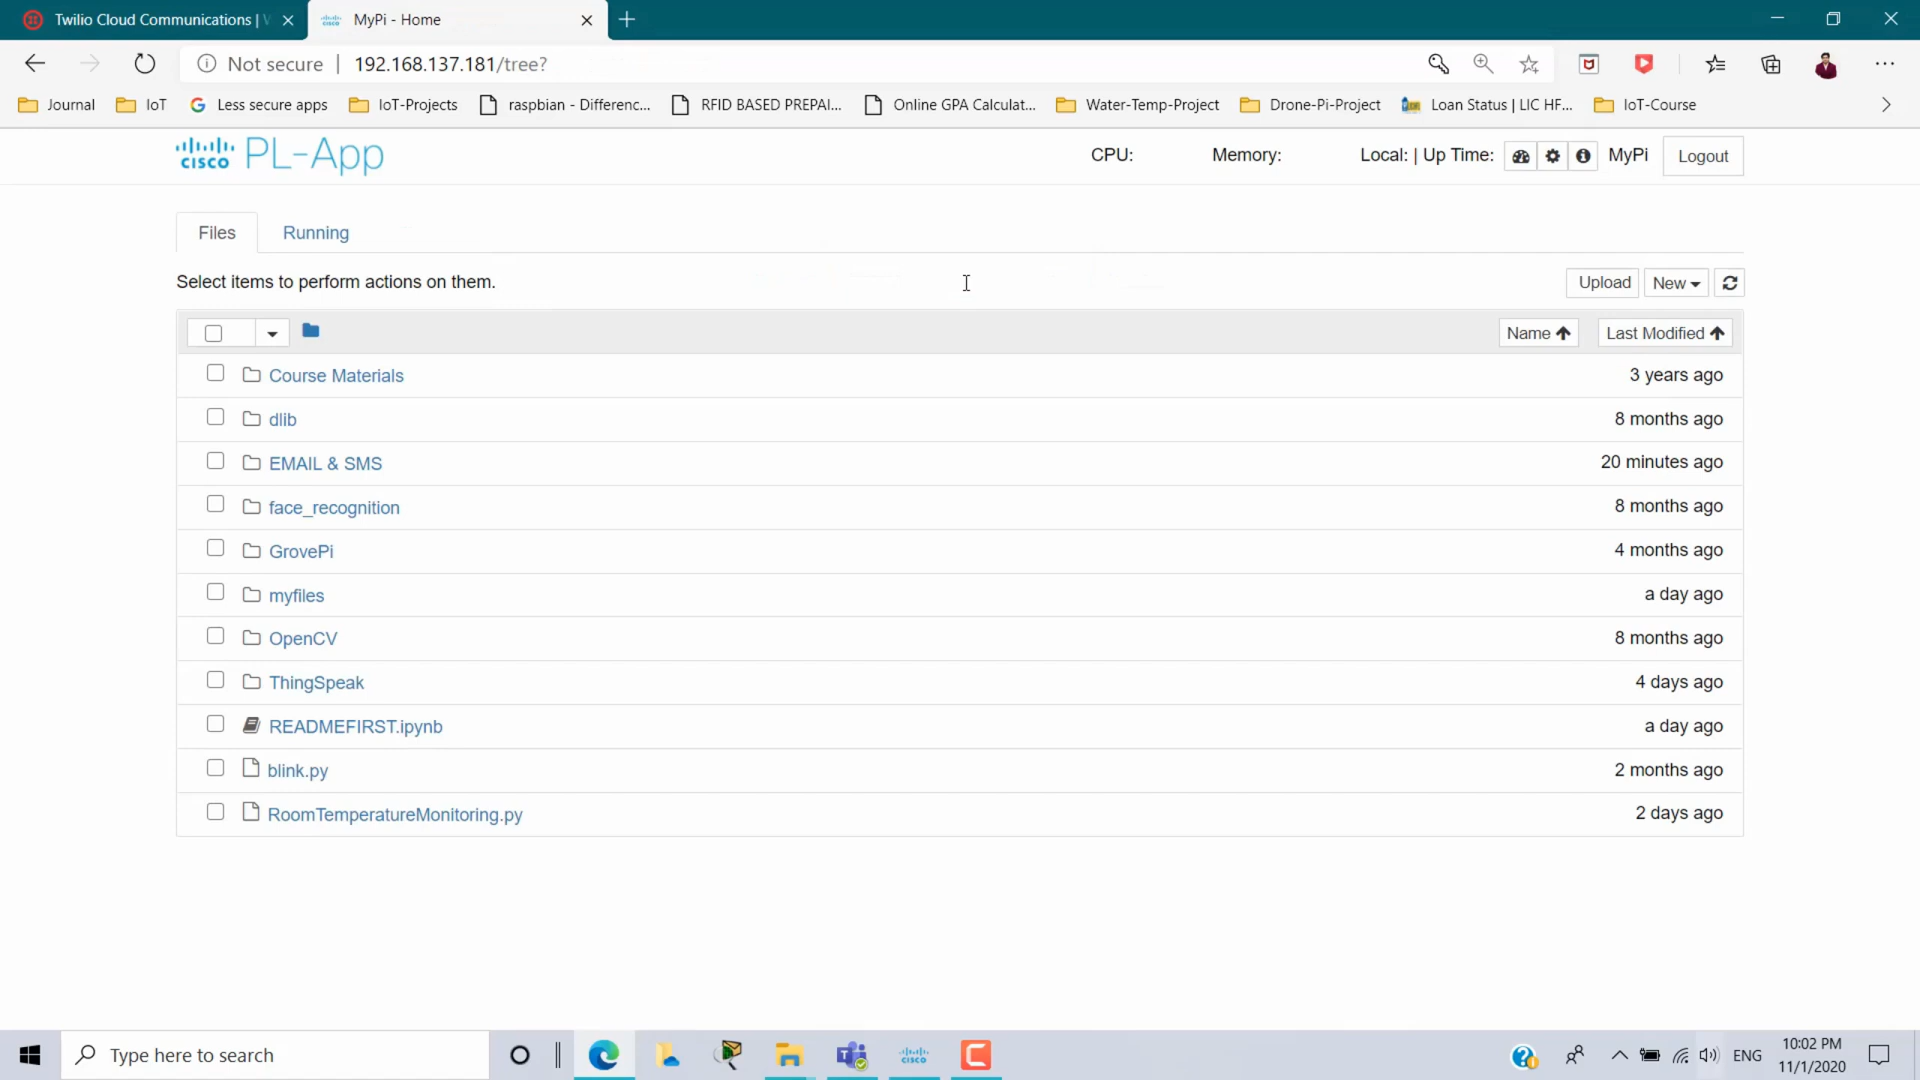 Twilio Cloud Communications | V
MyPi - Home
Not secure | 192.168.137.181/tree?
Journal
IoT
Less secure apps
IoT-Projects
raspbian - Differenc...
RFID BASED PREPAI...
Online GPA Calculat...
Water-Temp-Project
Drone-Pi-Project
Loan Status | LIC HF...
IoT-Course
cisco PL-App
CPU:
Memory:
Local: | Up Time:
MyPi
Logout
Files
Running
Select items to perform actions on them.
Upload
New
Name
Last Modified
Course Materials
3 years ago
dlib
8 months ago
EMAIL & SMS
20 minutes ago
face_recognition
8 months ago
GrovePi
4 months ago
myfiles
a day ago
OpenCV
8 months ago
ThingSpeak
4 days ago
READMEFIRST.ipynb
a day ago
blink.py
2 months ago
RoomTemperatureMonitoring.py
2 days ago
Type here to search
cisco
ENG
10:02 PM
11/1/2020